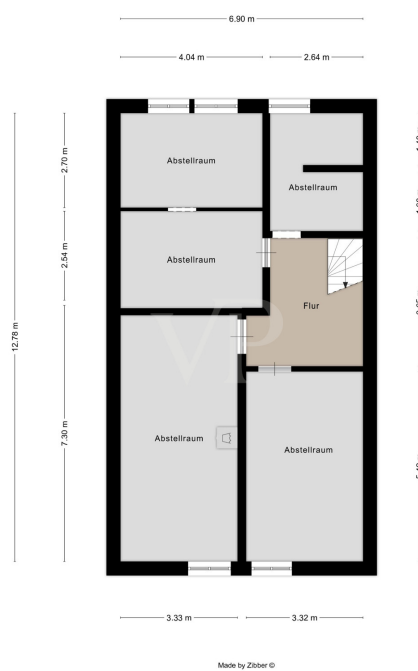 6.90 m
4.04 m
2.64 m
2.70 m
Abstellraum
Abstellraum
2.54 m
Abstellraum
Flur
VP
12.78 m
7.30 m
Abstellraum
Abstellraum
3.33 m
3.32 m
Made by Zibber ©